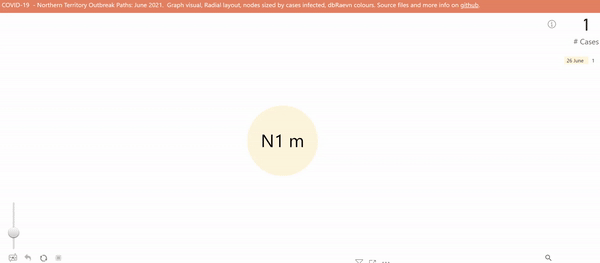 COVID-19 - Northern Territory Outbreak Paths: June 2021. Graph visual, Radial layout, nodes sized by cases infected, dbRaevn colours. Source files and more info on github.
1
# Cases
26 June 1
N1 m